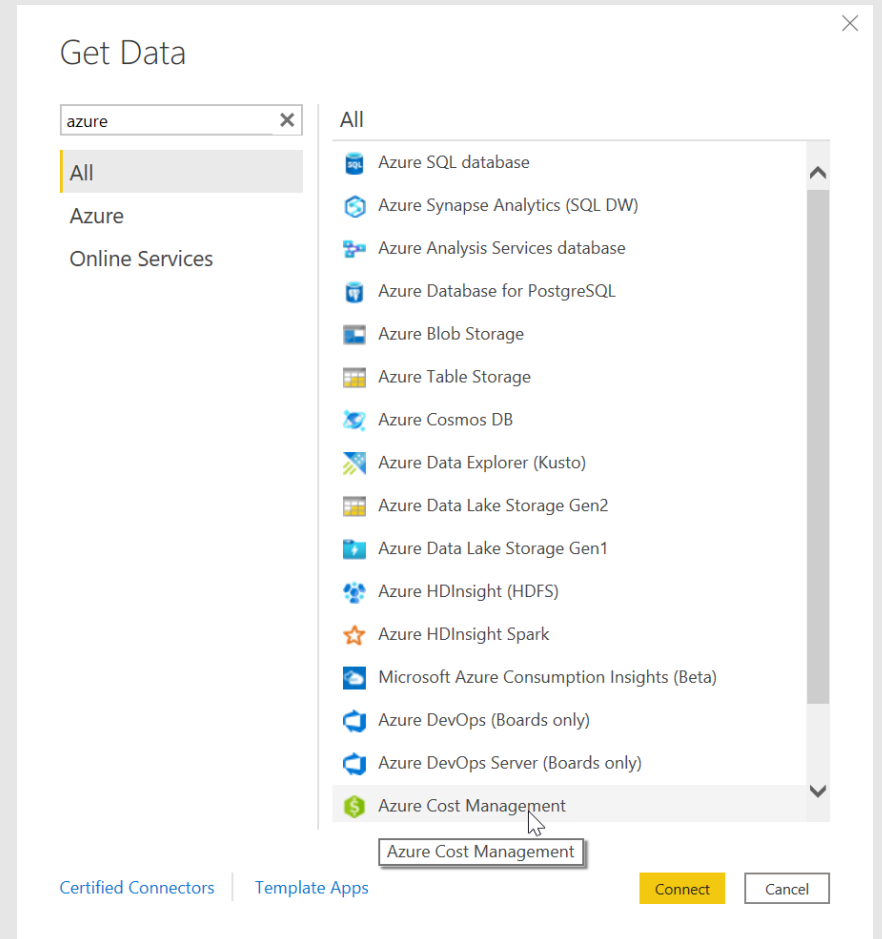 Get Data
azure
All
Azure
Online Services
All
SQL
Azure SQL database
Azure Synapse Analytics (SQL DW)
Azure Analysis Services database
Azure Database for PostgreSQL
Azure Blob Storage
Azure Table Storage
Azure Cosmos DB
Azure Data Explorer (Kusto)
Azure Data Lake Storage Gen2
Azure Data Lake Storage Gen1
Azure HDInsight (HDFS)
Azure HDInsight Spark
Microsoft Azure Consumption Insights (Beta)
Azure DevOps (Boards only)
Azure DevOps Server (Boards only)
$ Azure Cost Management
Azure Cost Management
Certified Connectors
Template Apps
Connect
Cancel